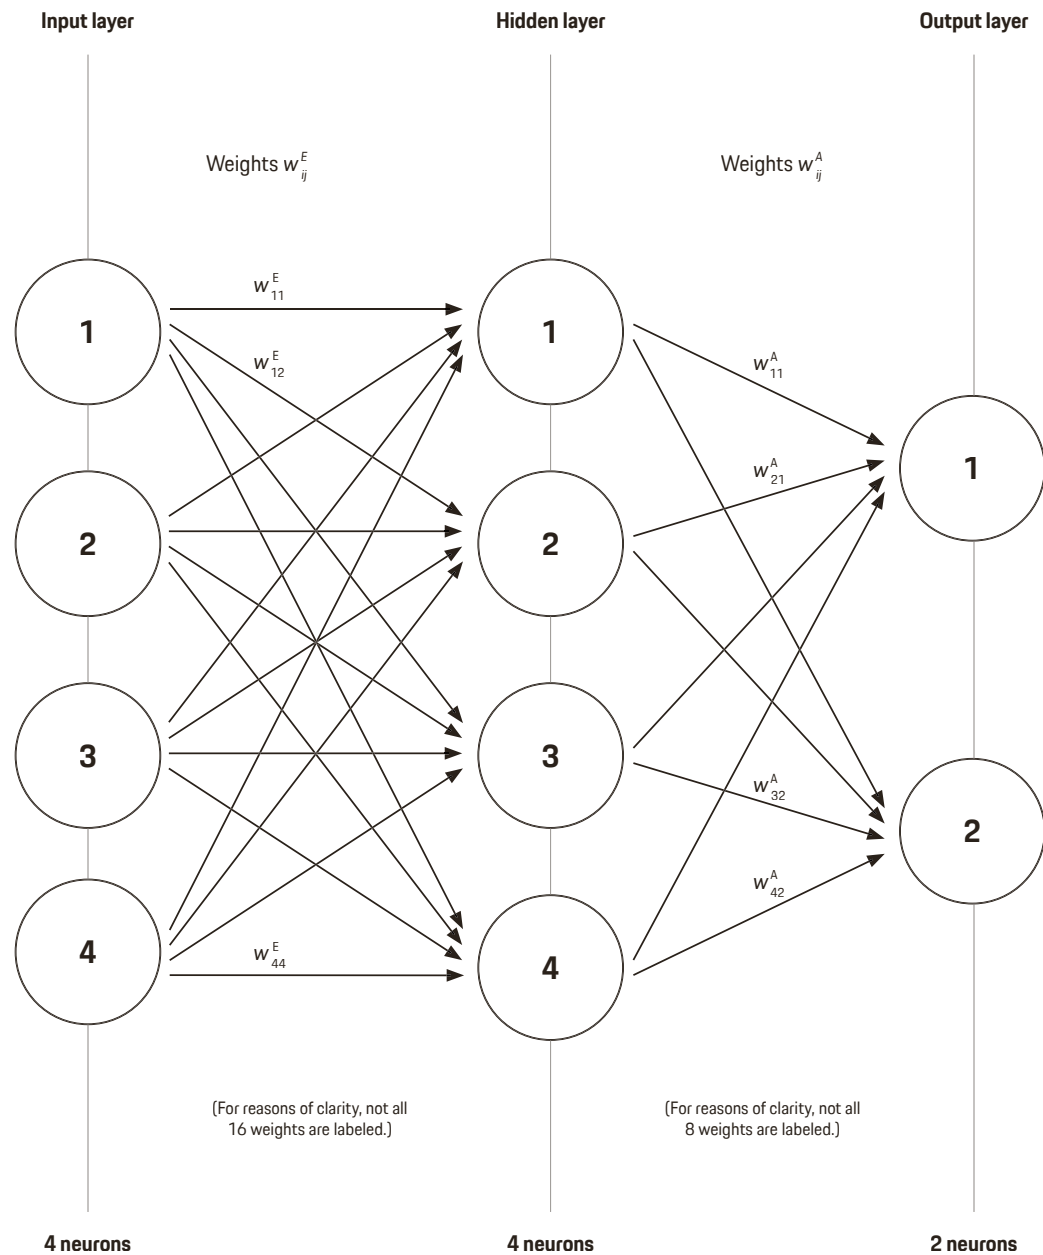 Input layer
Hidden layer
Output layer
Weights w^E_ij
Weights w^A_ij
w^E_11
w^E_12
w^E_44
w^A_11
w^A_21
w^A_32
w^A_42
1
2
3
4
1
2
3
4
1
2
(For reasons of clarity, not all
16 weights are labeled.)
(For reasons of clarity, not all
8 weights are labeled.)
4 neurons
4 neurons
2 neurons